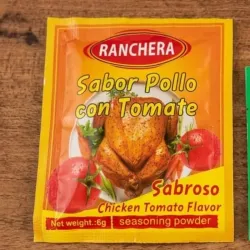 RANCHERA
Sabor Pollo
con Tomate
Sabroso
Chicken Tomato Flavor
Net weight.:6g seasoning powder